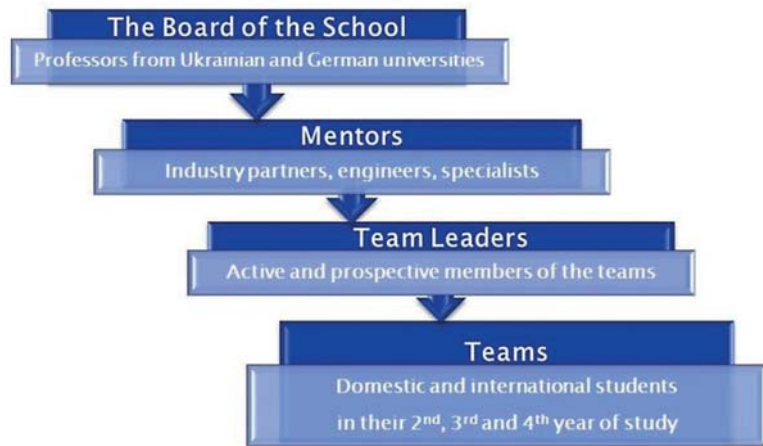 The Board of the School
Professors from Ukrainian and German universities
Mentors
Industry partners, engineers, specialists
Team Leaders
Active and prospective members of the teams
Teams
Domestic and international students
in their 2nd, 3rd and 4th year of study